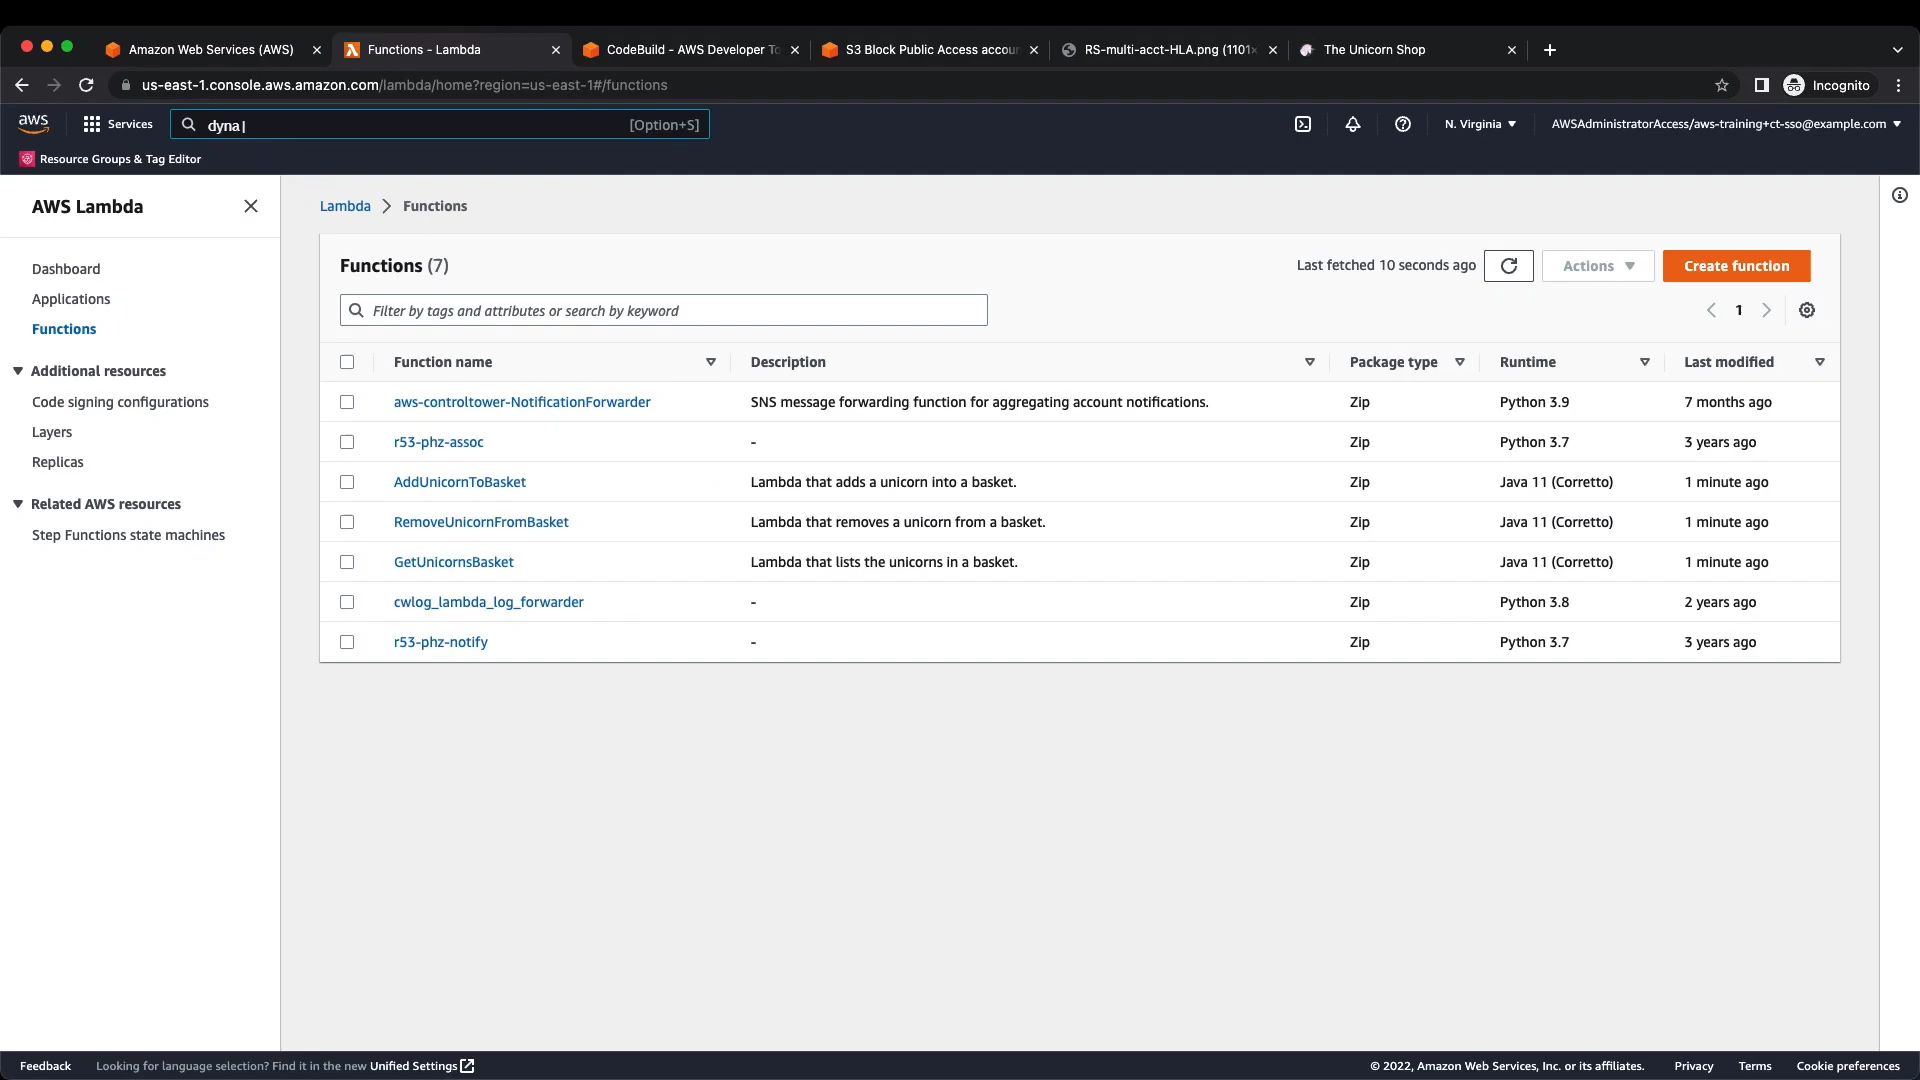 Amazon Web Services (AWS)
Functions - Lambda
CodeBuild - AWS Developer To
S3 Block Public Access accour
RS-multi-acct-HLA.png (1101×
The Unicorn Shop
us-east-1.console.aws.amazon.com/lambda/home?region=us-east-1#/functions
Incognito
aws
Services
dyna
[Option+S]
N. Virginia
AWSAdministratorAccess/aws-training+ct-sso@example.com
Resource Groups & Tag Editor
AWS Lambda
Dashboard
Applications
Functions
Additional resources
Code signing configurations
Layers
Replicas
Related AWS resources
Step Functions state machines
Lambda > Functions
Functions (7)
Last fetched 10 seconds ago
Actions
Create function
Filter by tags and attributes or search by keyword
1
Function name Description Package type Runtime Last modified
aws-controltower-NotificationForwarder SNS message forwarding function for aggregating account notifications. Zip Python 3.9 7 months ago
r53-phz-assoc - Zip Python 3.7 3 years ago
AddUnicornToBasket Lambda that adds a unicorn into a basket. Zip Java 11 (Corretto) 1 minute ago
RemoveUnicornFromBasket Lambda that removes a unicorn from a basket. Zip Java 11 (Corretto) 1 minute ago
GetUnicornsBasket Lambda that lists the unicorns in a basket. Zip Java 11 (Corretto) 1 minute ago
cwlog_lambda_log_forwarder - Zip Python 3.8 2 years ago
r53-phz-notify - Zip Python 3.7 3 years ago
Feedback
Looking for language selection? Find it in the new Unified Settings
© 2022, Amazon Web Services, Inc. or its affiliates.
Privacy
Terms
Cookie preferences